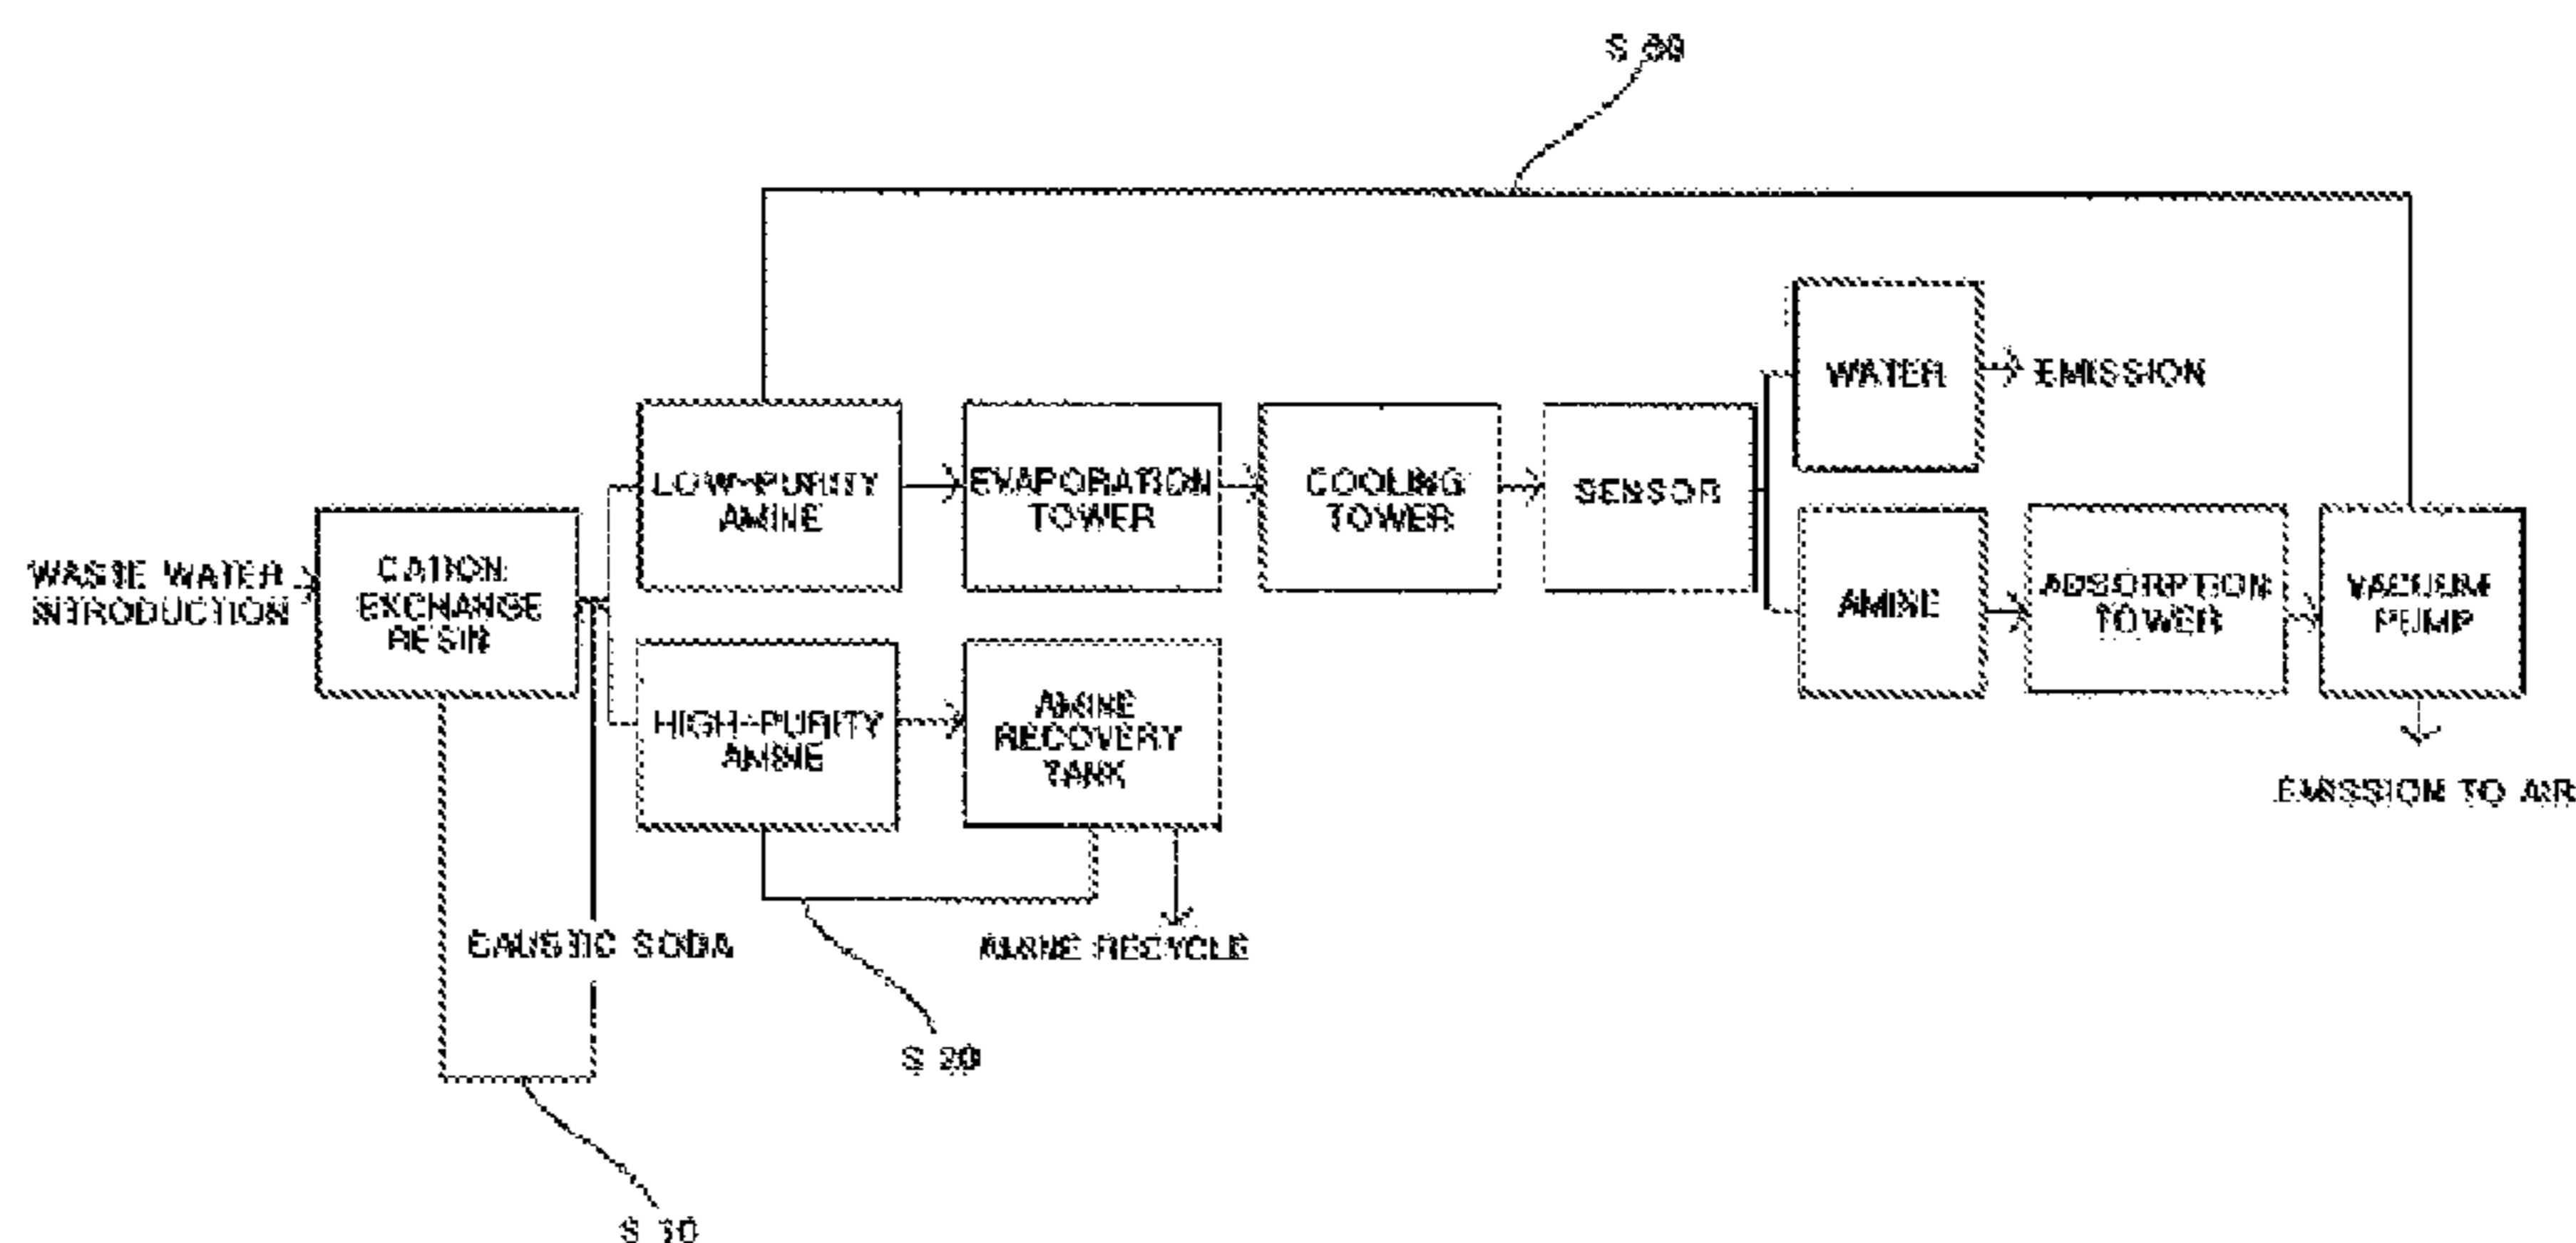 S
WATER
EMISSION
LOW-PURITY
AMINE
EVAPORATION
TOWER
COOLING
TOWER
SENSOR
WASTE WATER
INTRODUCTION
CATION
EXCHANGE
RESIN
AMINE
ADSORPTION
TOWER
VACUUM
PUMP
HIGH-PURITY
AMINE
AMINE
RECOVERY
TANK
EMISSION TO AIR
CAUSTIC SODA
AMINE RECYCLE
S 20
S 10